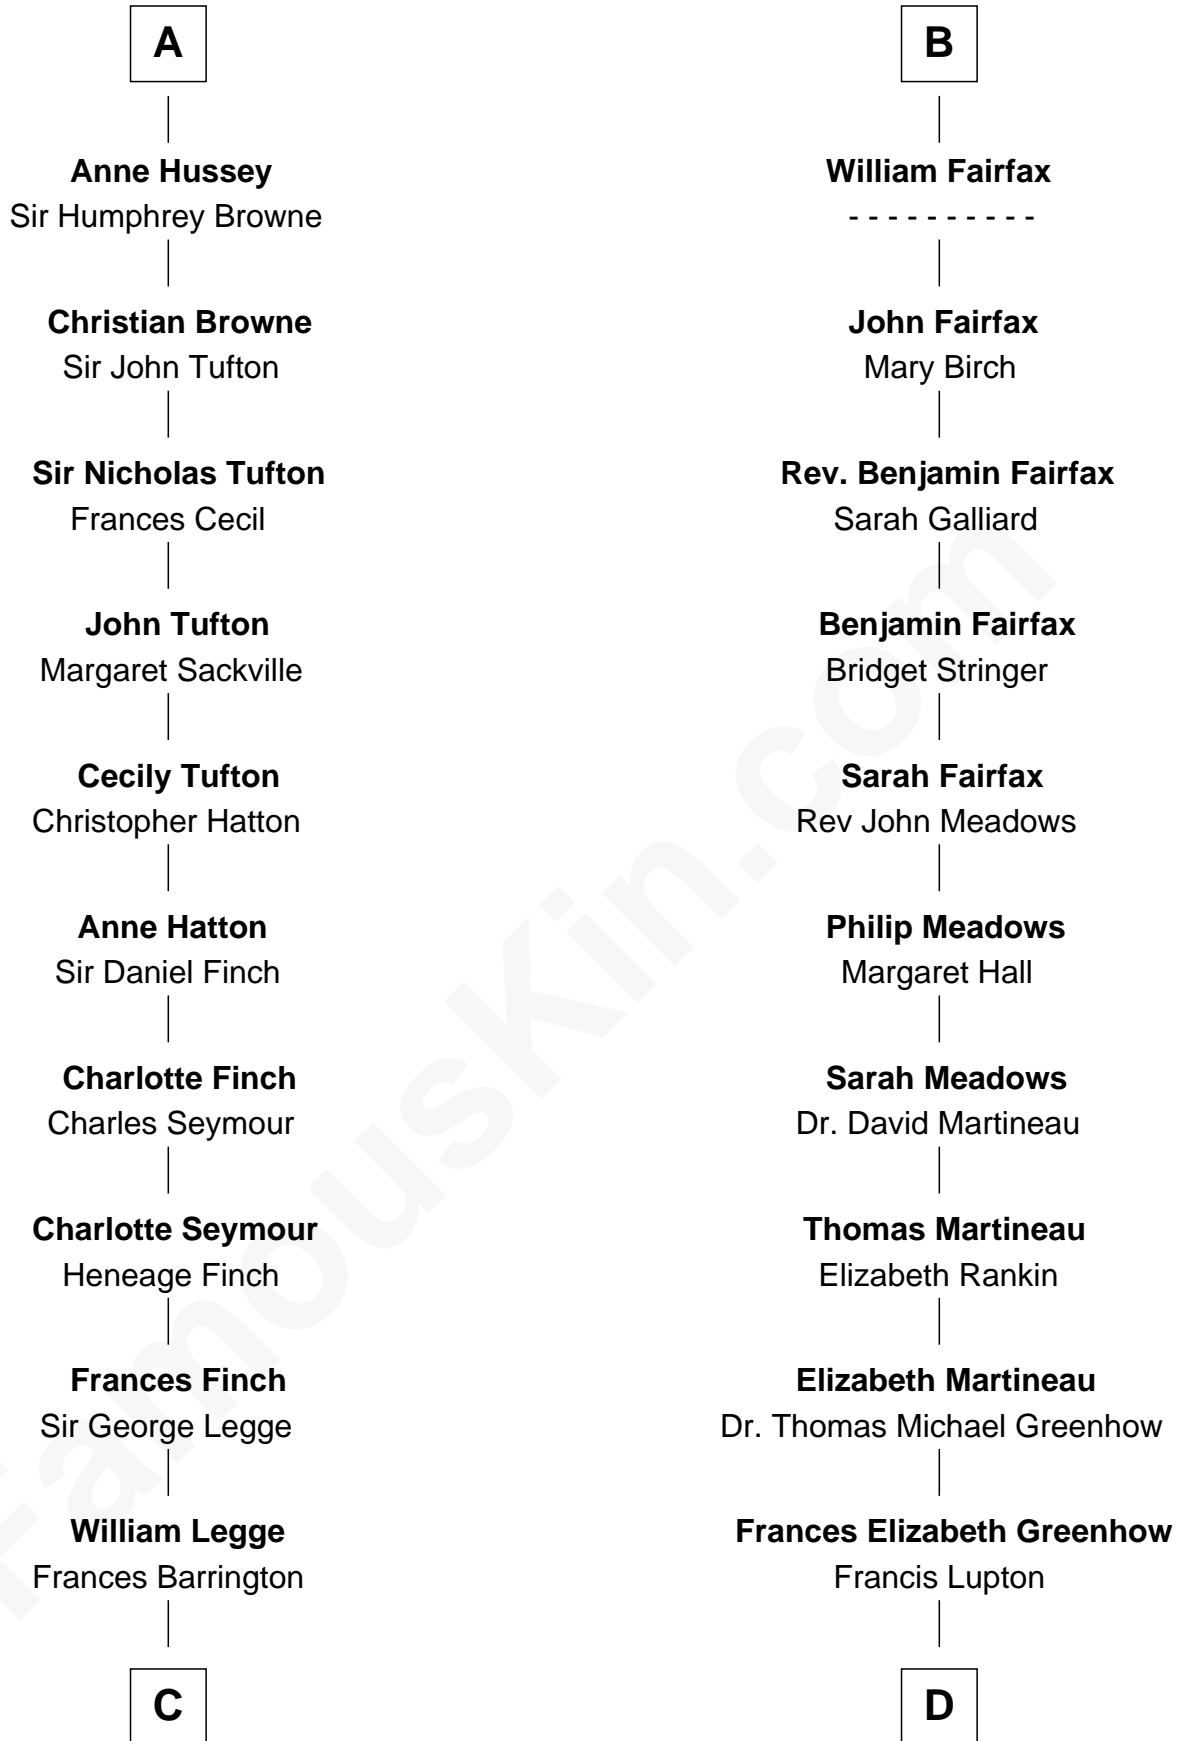 A
Anne Hussey
Sir Humphrey Browne
Christian Browne
Sir John Tufton
Sir Nicholas Tufton
Frances Cecil
John Tufton
Margaret Sackville
Cecily Tufton
Christopher Hatton
Anne Hatton
Sir Daniel Finch
Charlotte Finch
Charles Seymour
Charlotte Seymour
Heneage Finch
Frances Finch
Sir George Legge
William Legge
Frances Barrington
C
B
William Fairfax
- - - - - - - - - -
John Fairfax
Mary Birch
Rev. Benjamin Fairfax
Sarah Galliard
Benjamin Fairfax
Bridget Stringer
Sarah Fairfax
Rev John Meadows
Philip Meadows
Margaret Hall
Sarah Meadows
Dr. David Martineau
Thomas Martineau
Elizabeth Rankin
Elizabeth Martineau
Dr. Thomas Michael Greenhow
Frances Elizabeth Greenhow
Francis Lupton
D
FamousKin.com